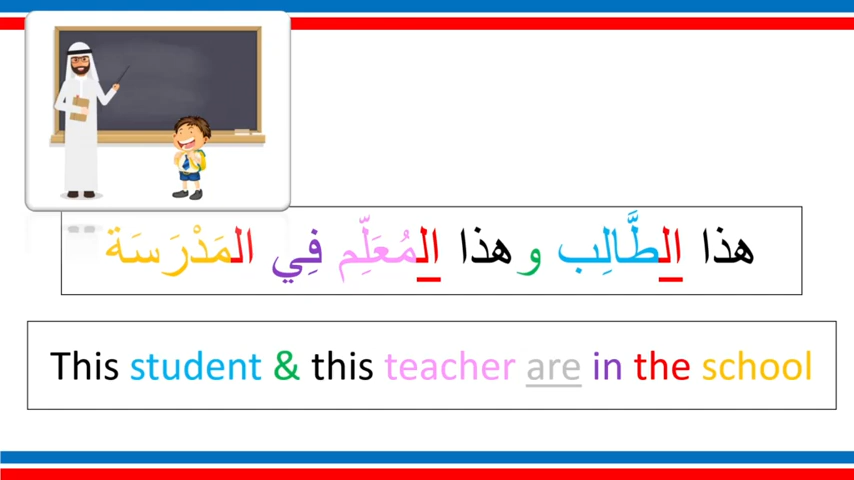 هذا الطَّالِب و هذا المُعَلِّم فِي المَدْرَسَة
This student & this teacher are in the school